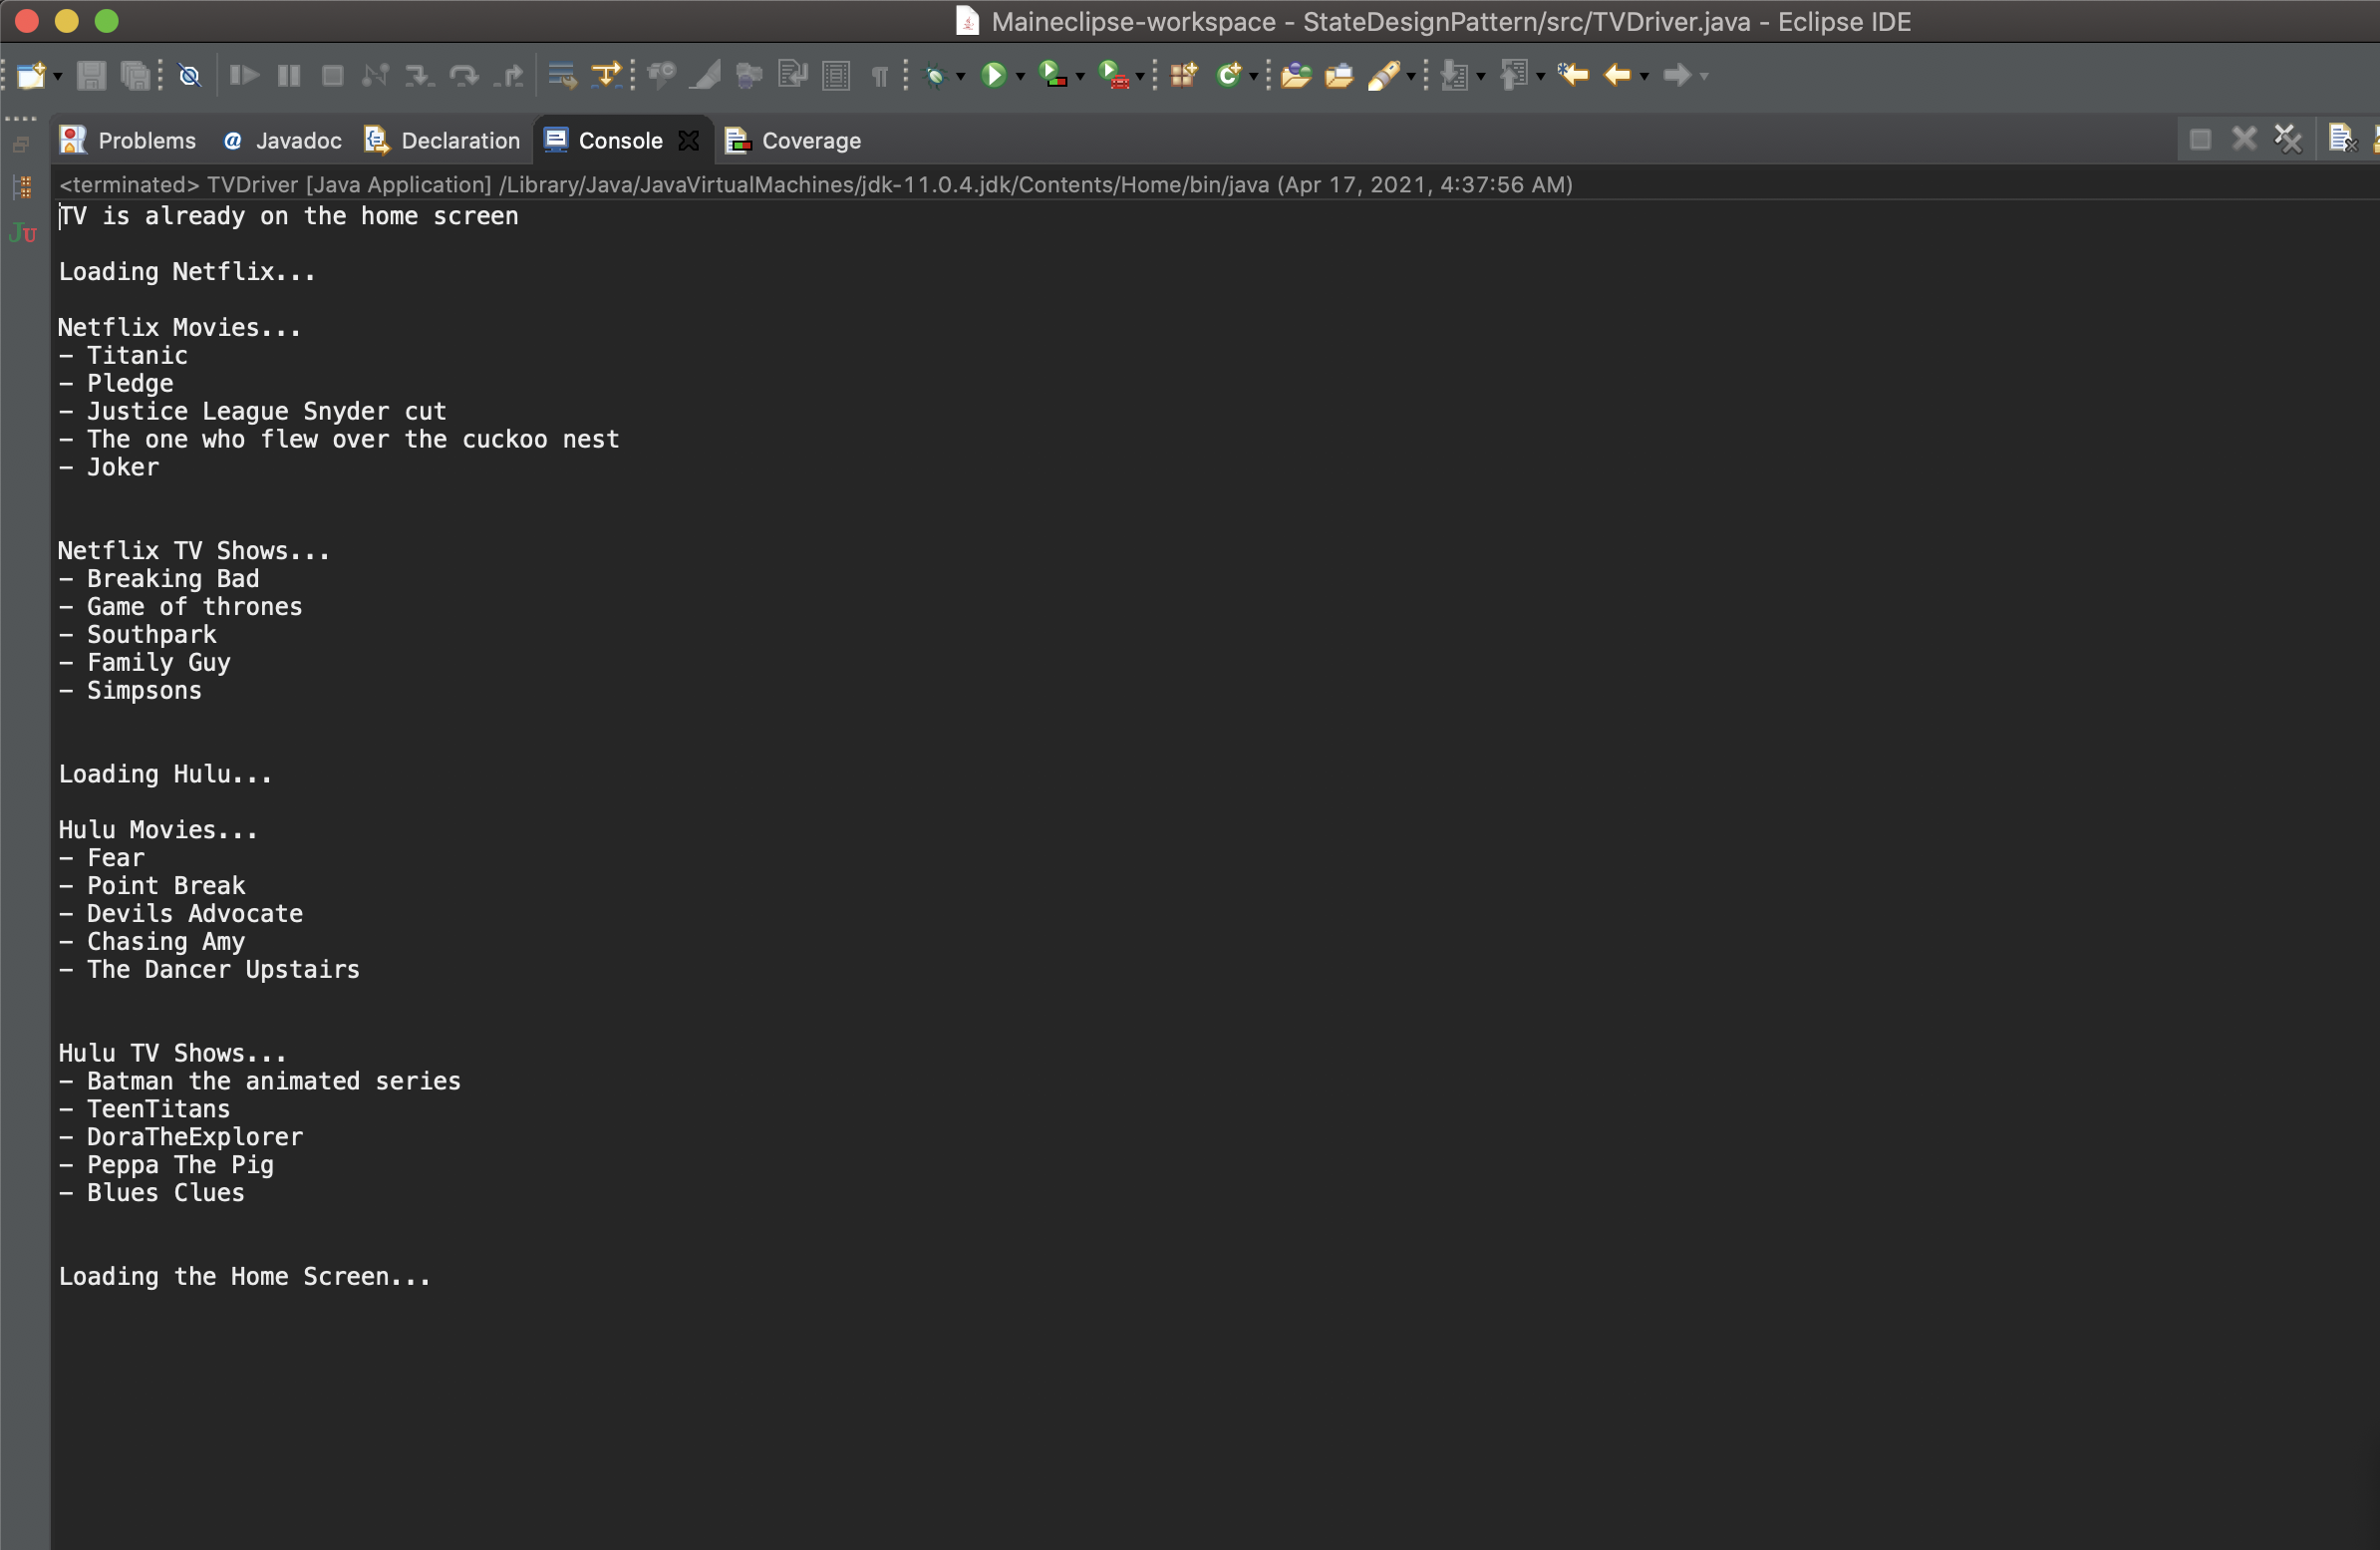 Maineclipse-workspace - StateDesignPattern/src/TVDriver.java - Eclipse IDE
Problems @ Javadoc Declaration Console Coverage
<terminated> TVDriver [Java Application] /Library/Java/JavaVirtualMachines/jdk-11.0.4.jdk/Contents/Home/bin/java (Apr 17, 2021, 4:37:56 AM)
TV is already on the home screen
JU
Loading Netflix...
Netflix Movies...
- Titanic
- Pledge
- Justice League Snyder cut
- The one who flew over the cuckoo nest
- Joker
Netflix TV Shows...
- Breaking Bad
- Game of thrones
- Southpark
- Family Guy
- Simpsons
Loading Hulu...
Hulu Movies...
- Fear
- Point Break
- Devils Advocate
- Chasing Amy
- The Dancer Upstairs
Hulu TV Shows...
- Batman the animated series
- TeenTitans
- DoraTheExplorer
- Peppa The Pig
- Blues Clues
Loading the Home Screen...